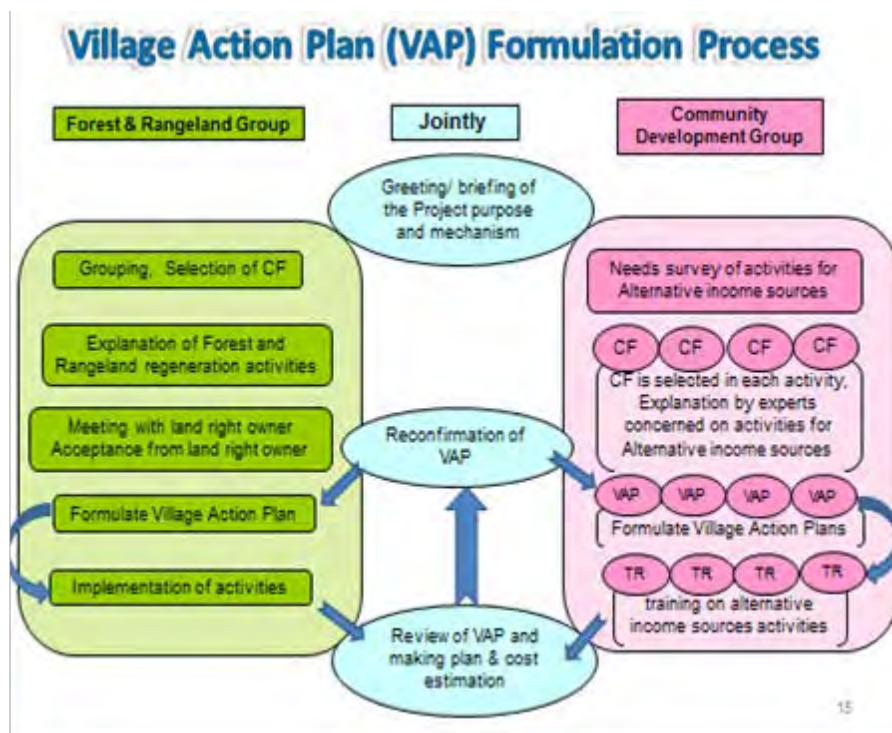 Village Action Plan (VAP) Formulation Process
Forest & Rangeland Group
Jointly
Community
Development Group
Greeting/ briefing of
the Project purpose
and mechanism
Grouping, Selection of CF
Needs survey of activities for
Alternative income sources
Explanation of Forest and
Rangeland regeneration activities
CF CF CF CF
CF is selected in each activity,
Explanation by experts
concerned on activities for
Alternative income sources
Meeting with land right owner
Acceptance from land right owner
Reconfirmation of
VAP
Formulate Village Action Plan
VAP VAP VAP VAP
Formulate Village Action Plans
Implementation of activities
TR TR TR TR
training on alternative
income sources activities
Review of VAP and
making plan & cost
estimation
15